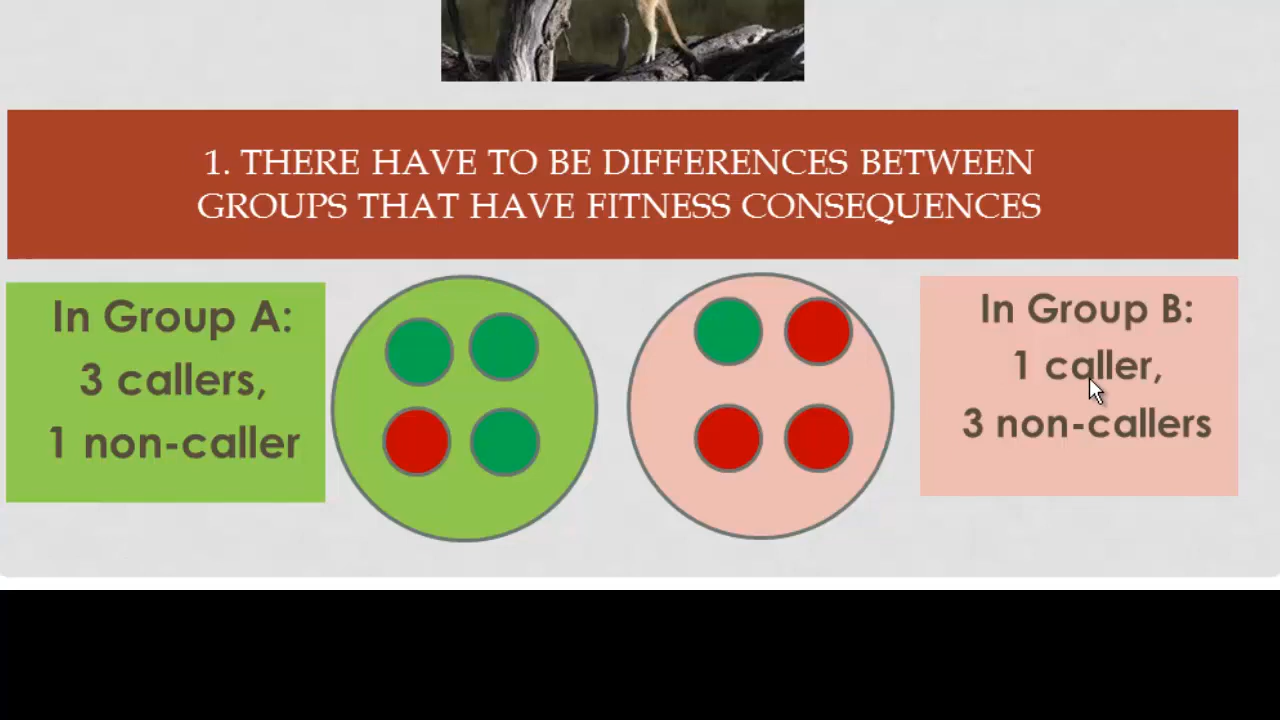 1. THERE HAVE TO BE DIFFERENCES BETWEEN
GROUPS THAT HAVE FITNESS CONSEQUENCES
In Group A:
3 callers,
1 non-caller
In Group B:
1 caller,
3 non-callers